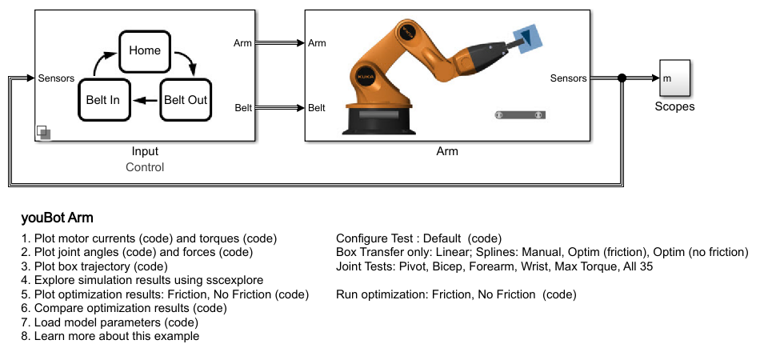 Home
Belt In
Belt Out
Sensors
Arm
Belt
Input
Control
Arm
Belt
KUKA
KUKA
Sensors
Arm
m
Scopes
youBot Arm
1. Plot motor currents (code) and torques (code)
2. Plot joint angles (code) and forces (code)
3. Plot box trajectory (code)
4. Explore simulation results using sscexplore
5. Plot optimization results: Friction, No Friction (code)
6. Compare optimization results (code)
7. Load model parameters (code)
8. Learn more about this example
Configure Test : Default (code)
Box Transfer only: Linear; Splines: Manual, Optim (friction), Optim (no friction)
Joint Tests: Pivot, Bicep, Forearm, Wrist, Max Torque, All 35
Run optimization: Friction, No Friction (code)